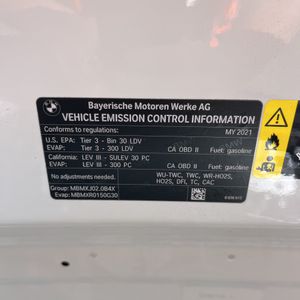 Bayerische Motoren Werke AG
VEHICLE EMISSION CONTROL INFORMATION
Conforms to regulations: MY 2021
U.S. EPA: Tier 3 - Bin 30 LDV
EVAP: Tier 3 - 300 LDV CA OBD II Fuel: gasoline
California: LEV III - SULEV 30 PC
EVAP: LEV III - 300 PC CA OBD II Fuel: gasoline
No adjustments needed.
WU-TWC, TWC, WR-HO2S,
Group: MBMXJ02.0B4X HO2S, DFI, TC, CAC
Evap: MBMXR0150G30